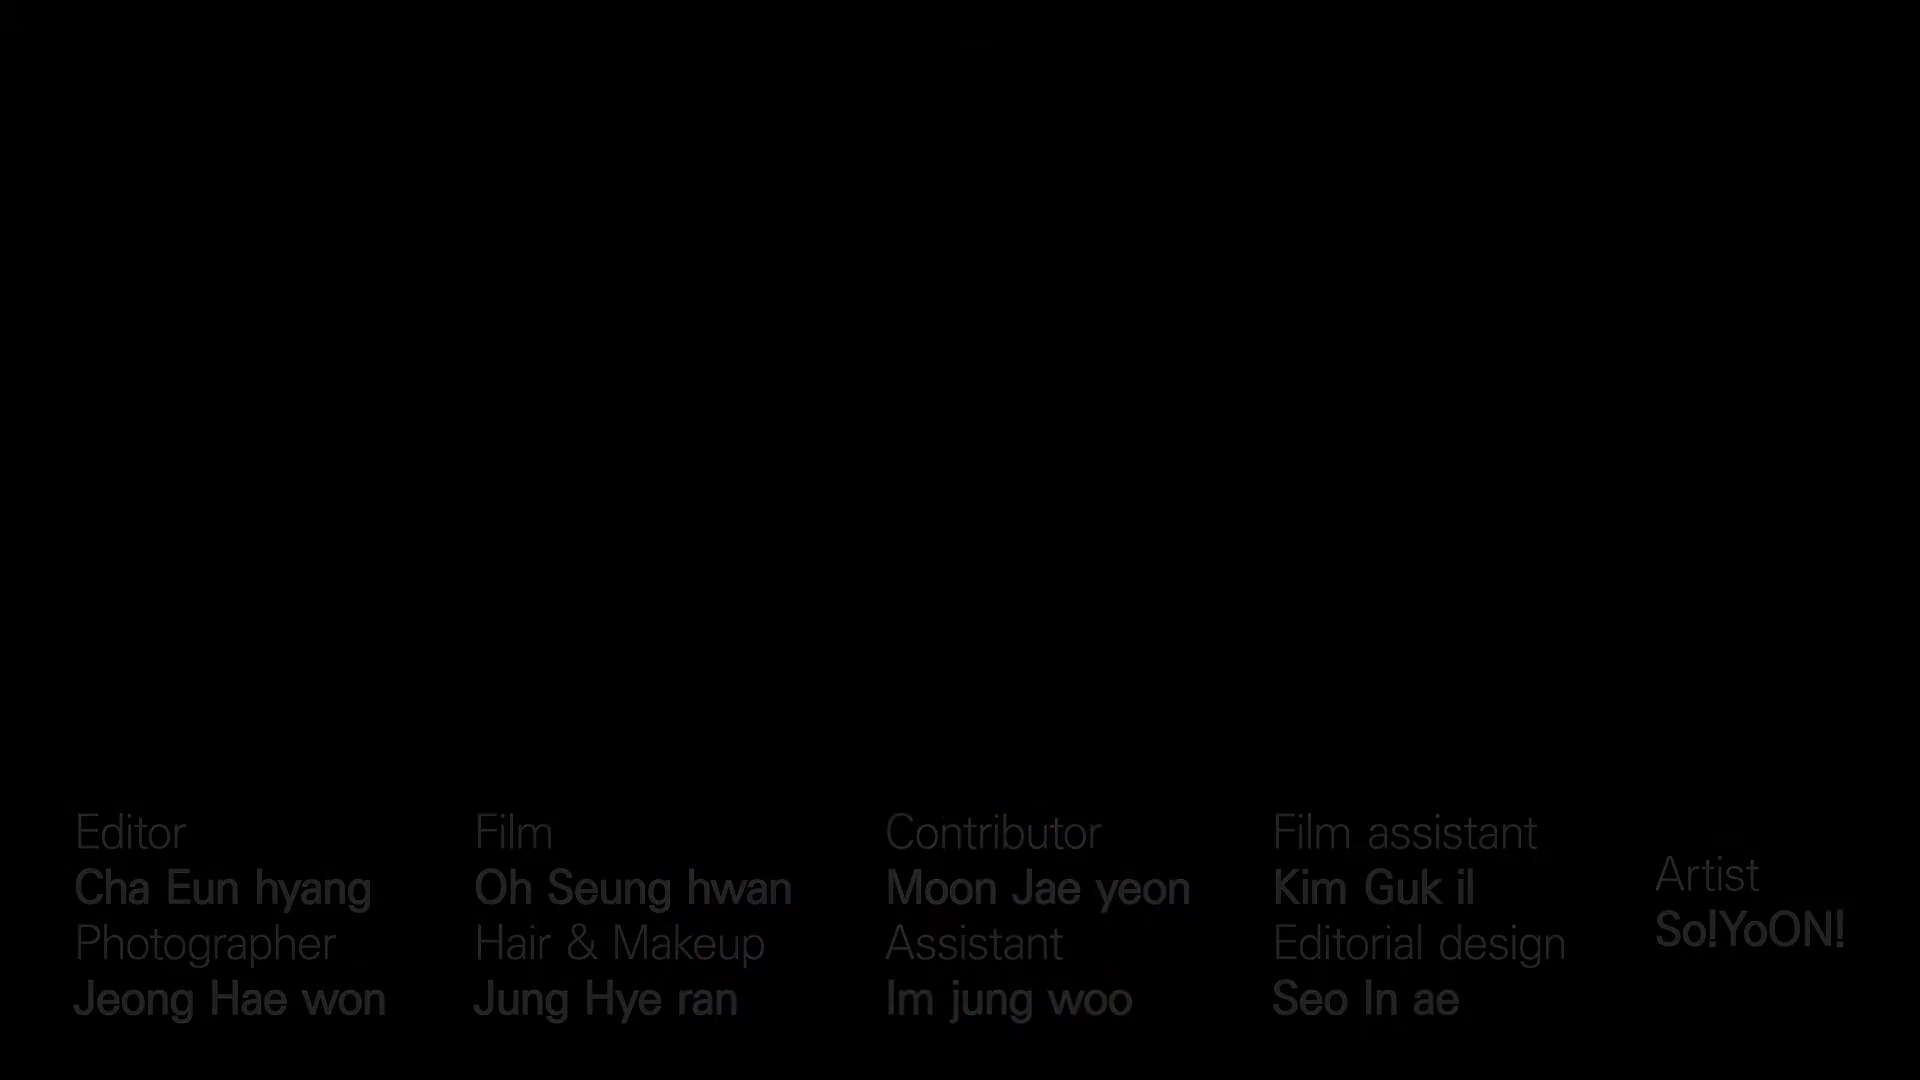 Editor
Cha Eun hyang
Photographer
Jeong Hae won
Film
Oh Seung hwan
Hair & Makeup
Jung Hye ran
Contributor
Moon Jae yeon
Assistant
Im jung woo
Film assistant
Kim Guk il
Editorial design
Seo In ae
Artist
So!YoON!